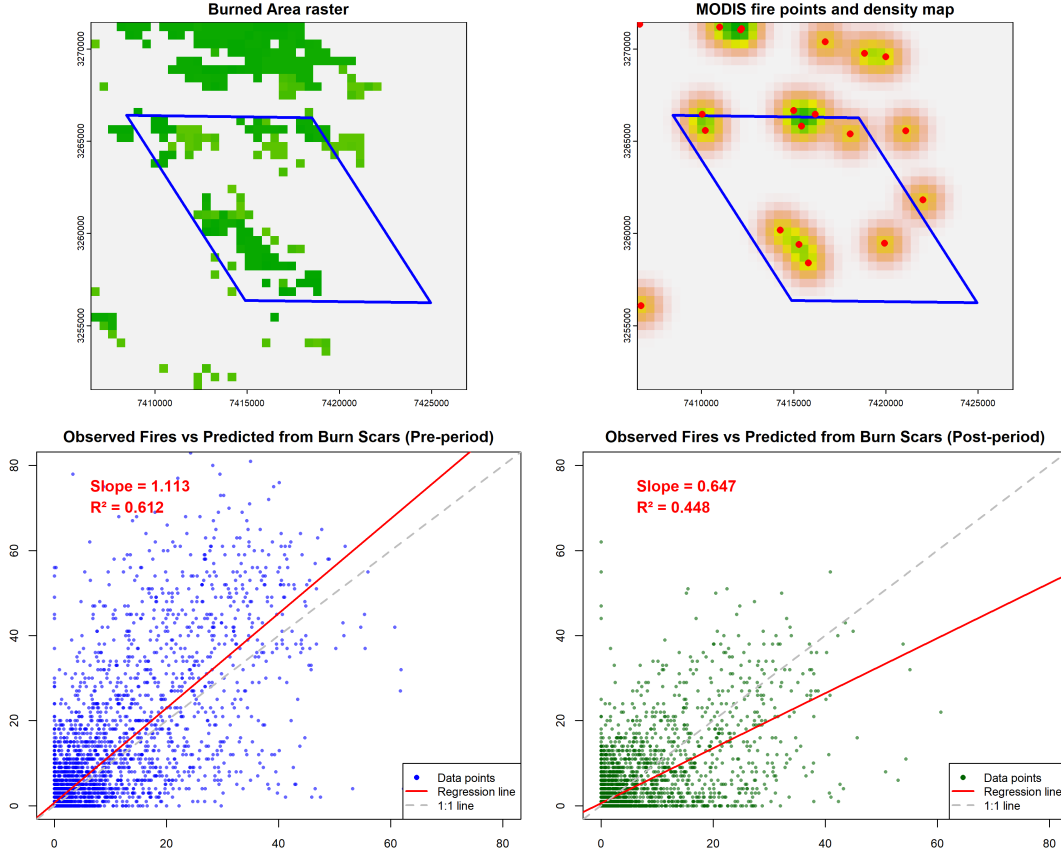 Burned Area raster
3270000
3265000
3260000
3255000
7410000 7415000 7420000 7425000
MODIS fire points and density map
3270000
3265000
3260000
3255000
7410000 7415000 7420000 7425000
Observed Fires vs Predicted from Burn Scars (Pre-period)
Slope = 1.113
R² = 0.612
80
60
40
20
0
Data points
Regression line
1:1 line
0 20 40 60 80
Observed Fires vs Predicted from Burn Scars (Post-period)
Slope = 0.647
R² = 0.448
80
60
40
20
0
Data points
Regression line
1:1 line
0 20 40 60 80